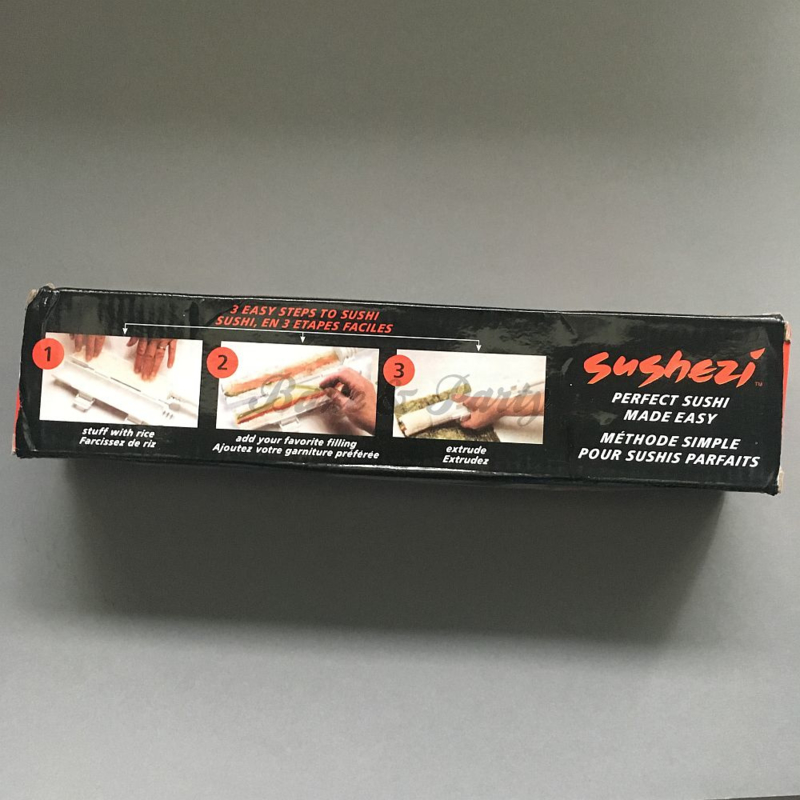 3 EASY STEPS TO SUSHI
SUSHI, EN 3 ETAPES FACILES
1
stuff with rice
Farcissez de riz
2
add your favorite filling
Ajoutez votre garniture préférée
3
extrude
Extrudez
sushezi™
PERFECT SUSHI
MADE EASY
MÉTHODE SIMPLE
POUR SUSHIS PARFAITS
& Party